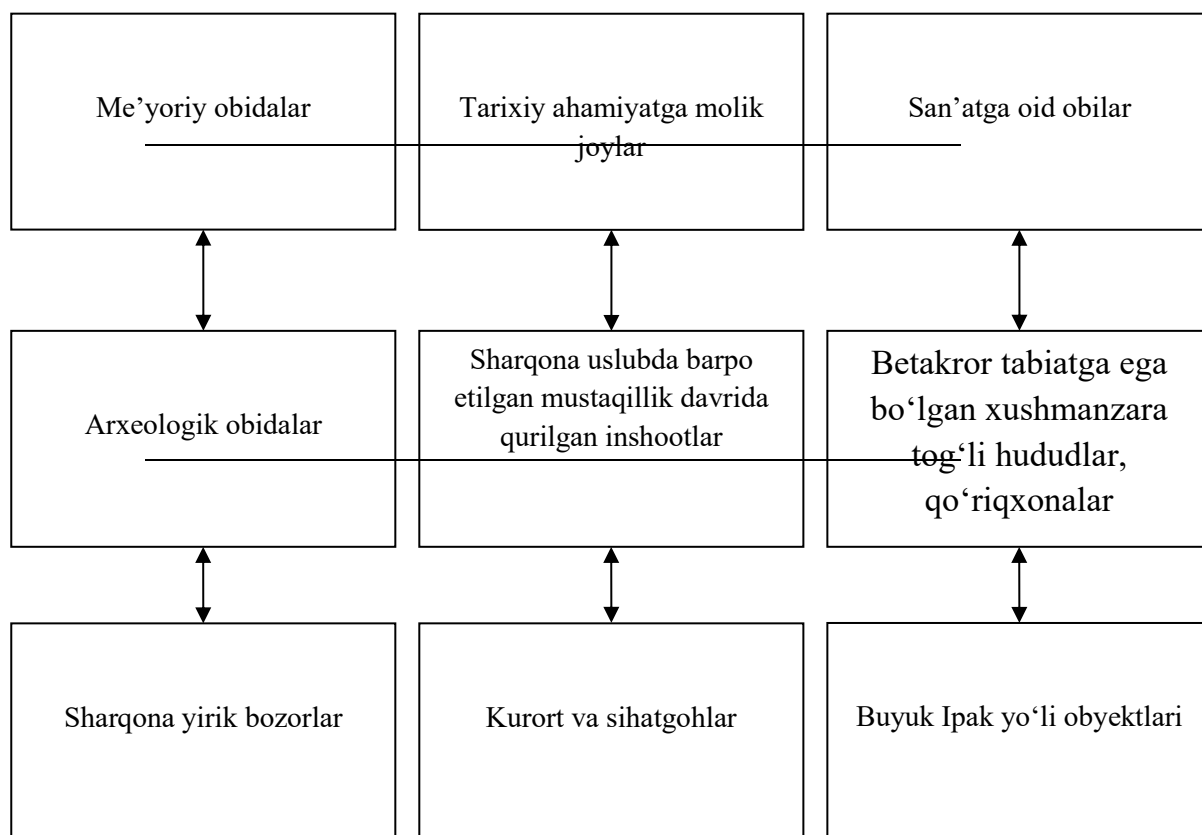 Me’yoriy obidalar
Tarixiy ahamiyatga molik
joylar
San’atga oid obilar
Arxeologik obidalar
Sharqona uslubda barpo
etilgan mustaqillik davrida
qurilgan inshootlar
Betakror tabiatga ega
bo‘lgan xushmanzara
tog‘li hududlar,
qo‘riqxonalar
Sharqona yirik bozorlar
Kurort va sihatgohlar
Buyuk Ipak yo‘li obyektlari